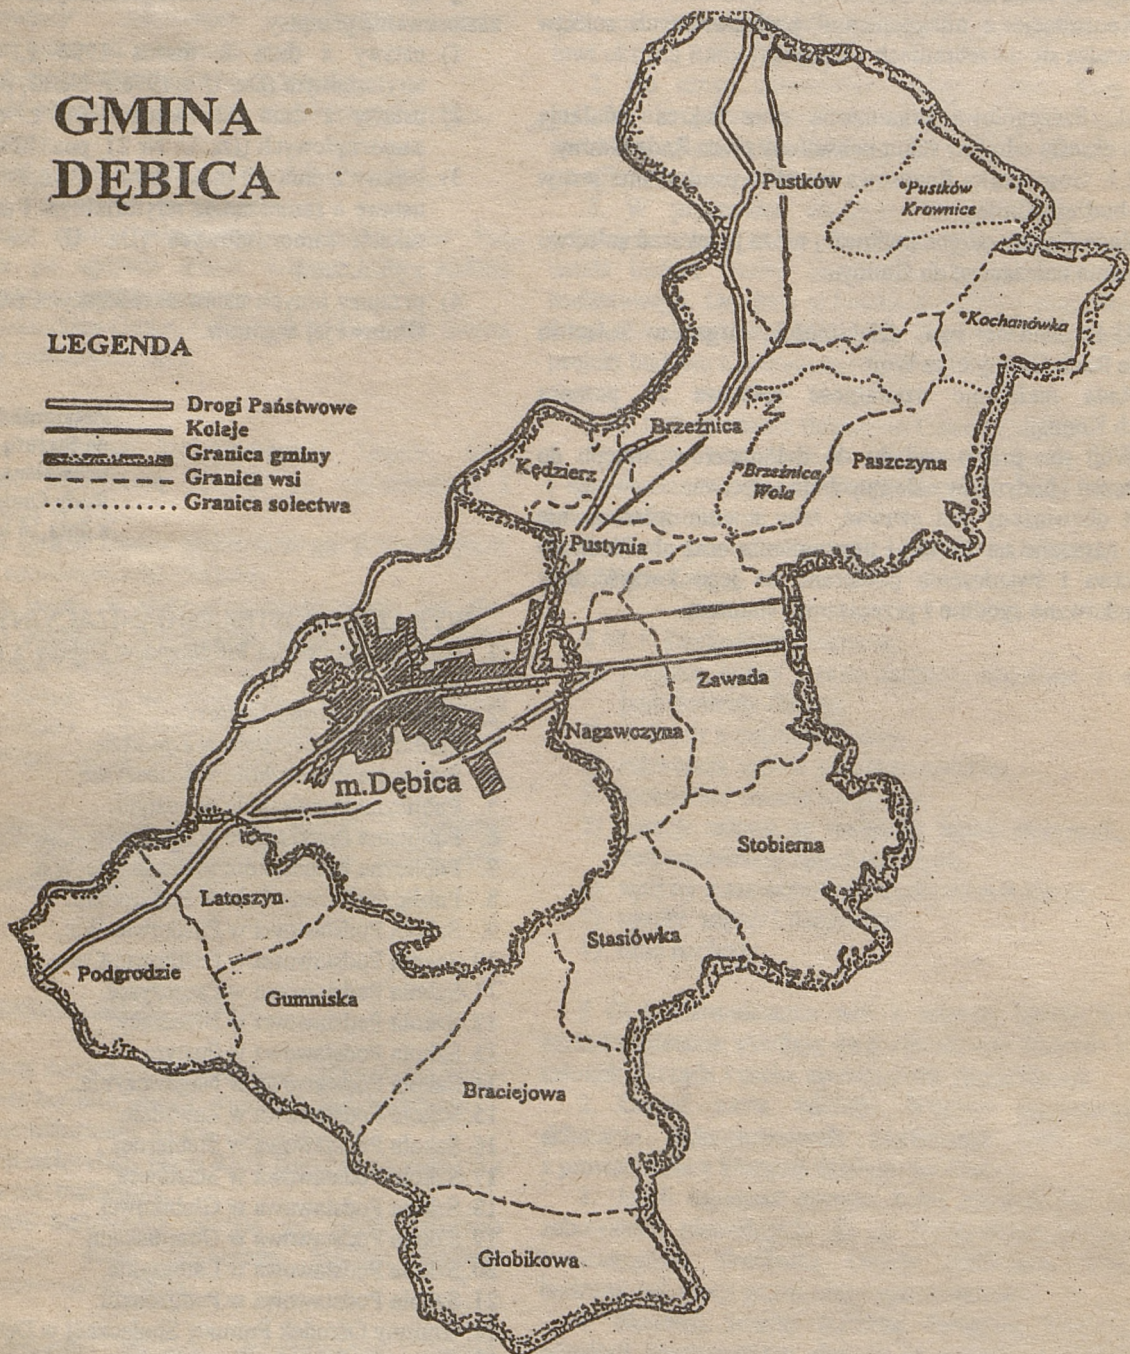 GMINA
DĘBICA
LEGENDA
Drogi Państwowe
Koleje
Granica gminy
Granica wsi
Granica sołectwa
Pustków
Pustków
Krownice
Kochanówka
Brzeźnica
Kędzierz
Brzeźnica
Wola
Paszczyna
Pustynia
Zawada
Nagawczyna
m.Dębica
Stobierna
Latoszyn
Stasiówka
Podgrodzie
Gumniska
Braciejowa
Głobikowa